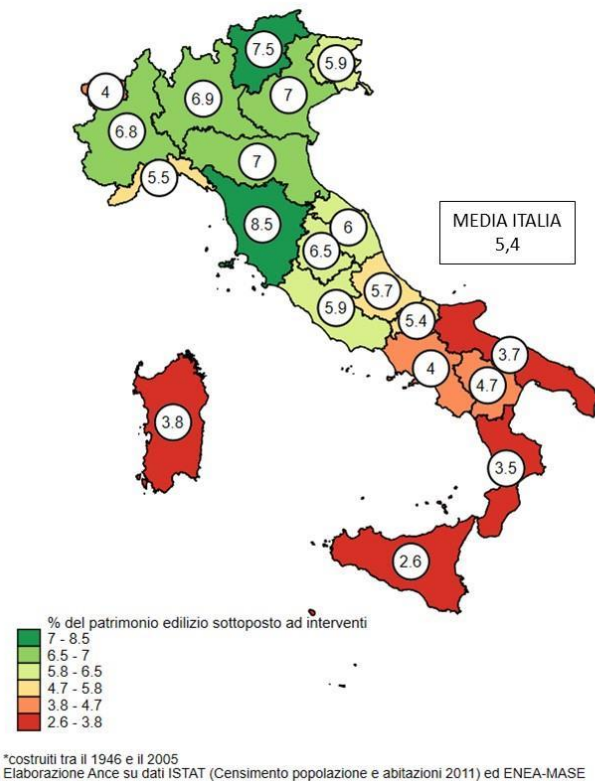 7.5
5.9
4
6.9
7
6.8
7
5.5
8.5
6
6.5
MEDIA ITALIA
5,4
5.7
5.9
5.4
3.7
4
4.7
3.8
3.5
2.6
% del patrimonio edilizio sottoposto ad interventi
7 - 8.5
6.5 - 7
5.8 - 6.5
4.7 - 5.8
3.8 - 4.7
2.6 - 3.8
*costruiti tra il 1946 e il 2005
Elaborazione Ance su dati ISTAT (Censimento popolazione e abitazioni 2011) ed ENEA-MASE